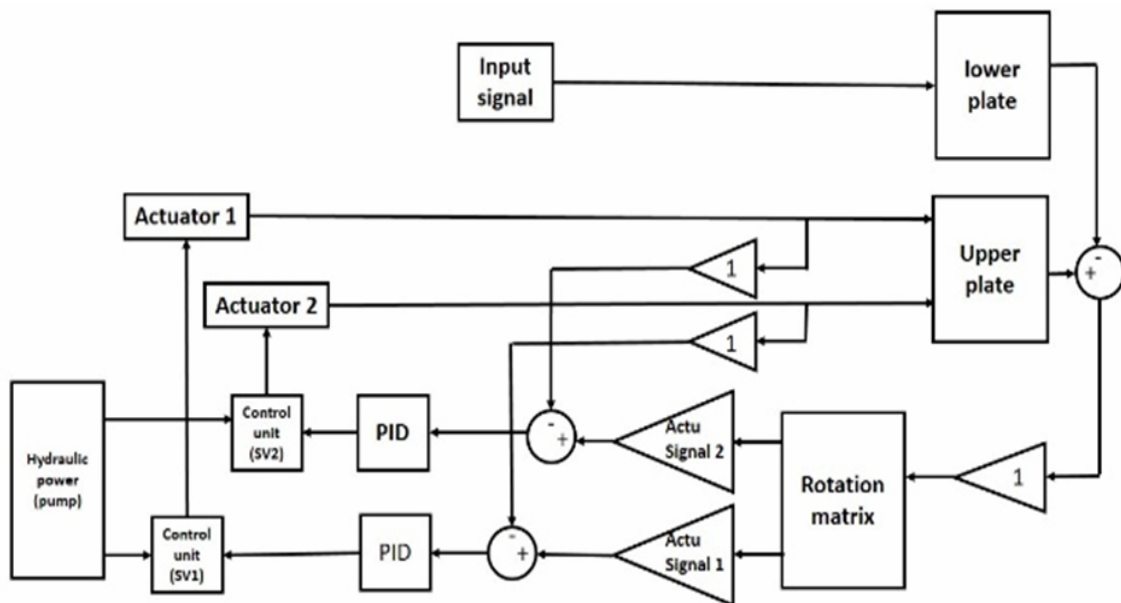 Input
signal
lower
plate
Actuator 1
1
Upper
plate
-
+
Actuator 2
1
Hydraulic
power
(pump)
Control
unit
(SV2)
PID
-
+
Actu
Signal 2
Rotation
matrix
1
Control
unit
(SV1)
PID
-
+
Actu
Signal 1